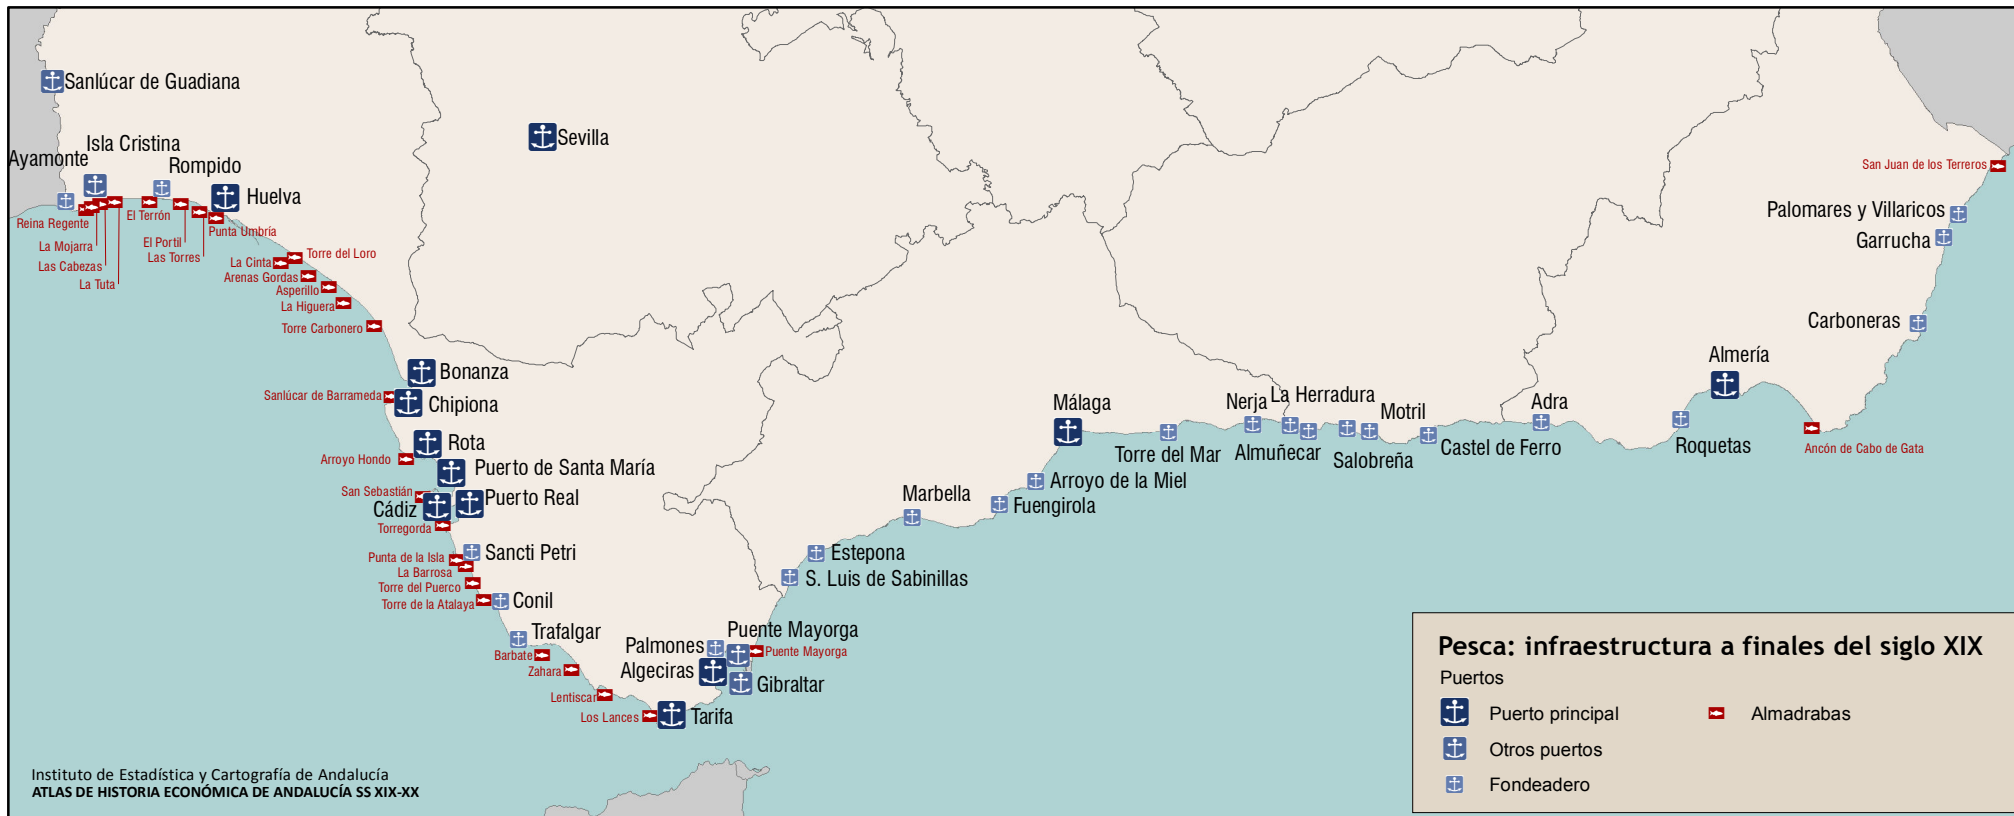 Sanlúcar de Guadiana
Sevilla
Isla Cristina
Ayamonte
Rompido
Huelva
San Juan de los Terreros
Reina Regente
El Terrón
Punta Umbría
La Mojarra
El Portil
Las Torres
Las Cabezas
La Tuta
Palomares y Villaricos
Garrucha
La Cinta
Torre del Loro
Arenas Gordas
Asperillo
La Higuera
Torre Carbonero
Carboneras
Almería
Bonanza
Sanlúcar de Barrameda
Chipiona
Málaga
Nerja
La Herradura
Motril
Adra
Rota
Arroyo Hondo
Torre del Mar
Almuñecar
Salobreña
Castel de Ferro
Roquetas
Ancón de Cabo de Gata
Puerto de Santa María
Arroyo de la Miel
San Sebastián
Puerto Real
Cádiz
Marbella
Fuengirola
Torregorda
Sancti Petri
Punta de la Isla
La Barrosa
Estepona
S. Luis de Sabinillas
Torre del Puerco
Torre de la Atalaya
Conil
Trafalgar
Palmones
Puente Mayorga
Barbate
Puente Mayorga
Zahara
Algeciras
Gibraltar
Lentiscar
Los Lances
Tarifa
Pesca: infraestructura a finales del siglo XIX
Puertos
Puerto principal
Almadrabas
Otros puertos
Fondeadero
Instituto de Estadística y Cartografía de Andalucía
ATLAS DE HISTORIA ECONÓMICA DE ANDALUCÍA SS XIX-XX